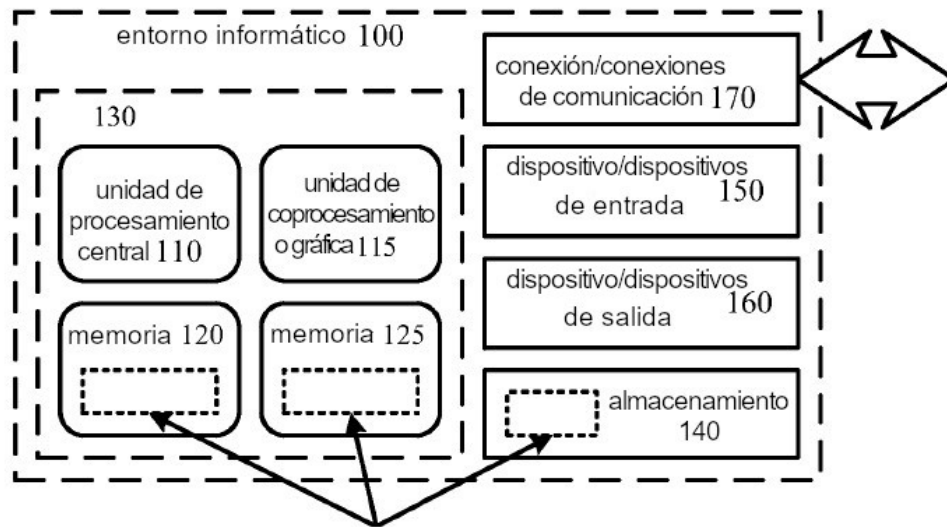 entorno informático 100
130
unidad de
procesamiento
central 110
unidad de
coprocesamiento
o gráfica 115
memoria 120
memoria 125
conexión/conexiones
de comunicación 170
dispositivo/dispositivos
de entrada 150
dispositivo/dispositivos
de salida 160
almacenamiento
140